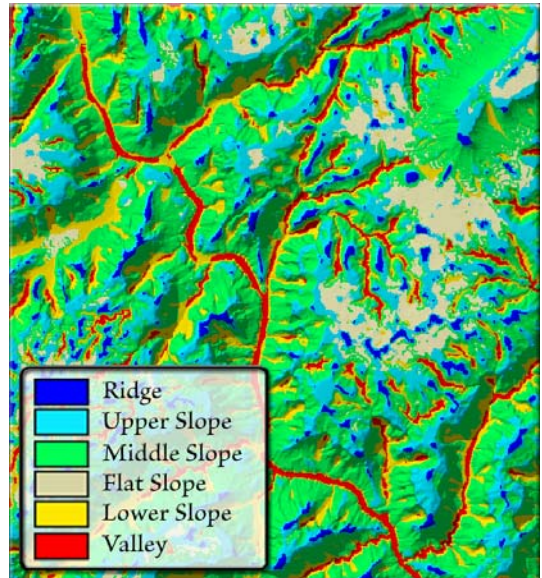 Ridge
Upper Slope
Middle Slope
Flat Slope
Lower Slope
Valley